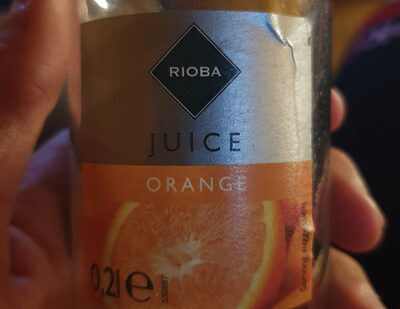 RIOBA
JUICE
ORANGE
0,2l e